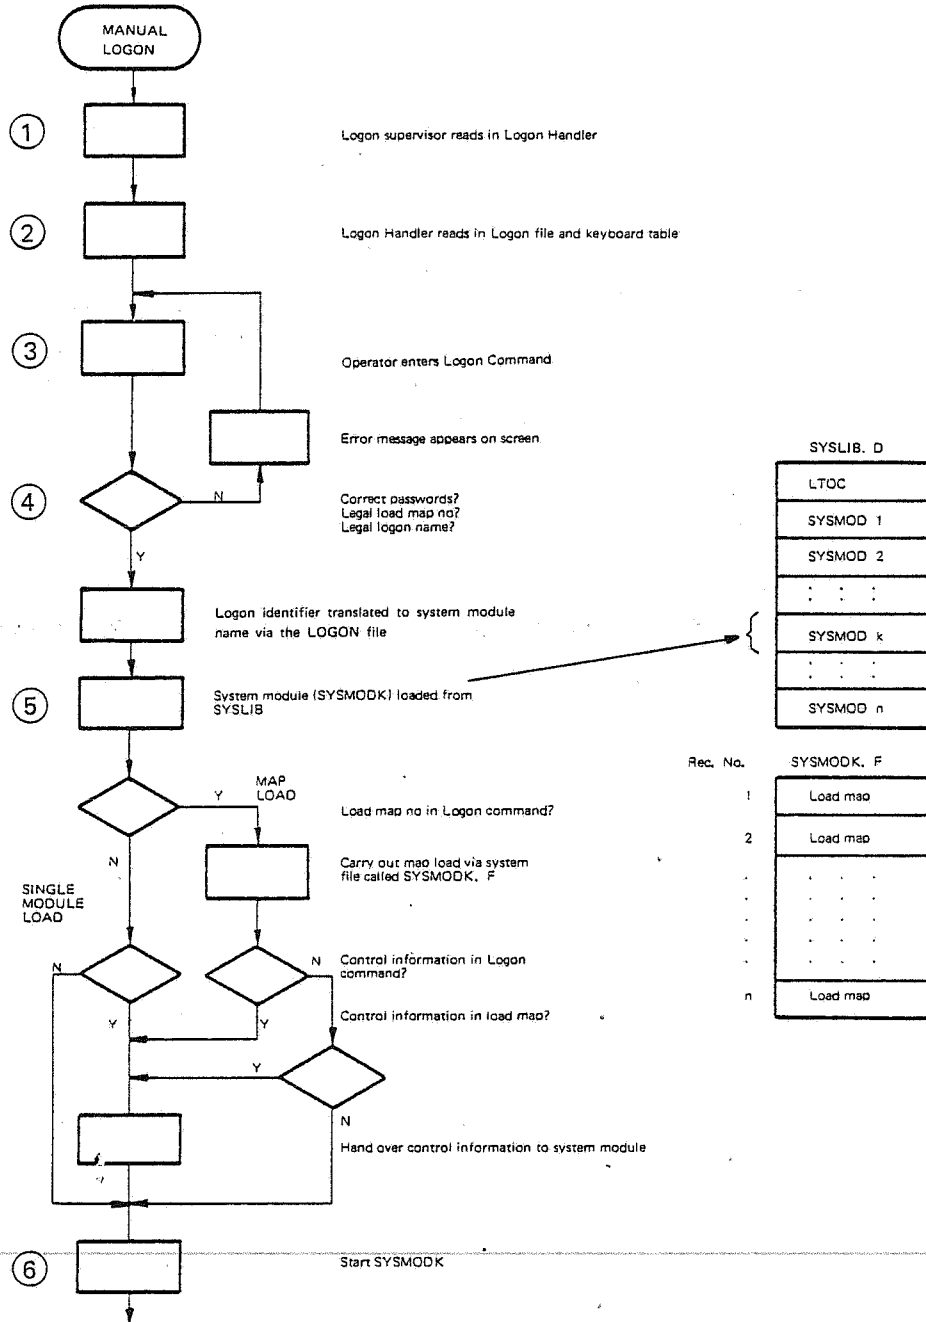 MANUAL
LOGON
1
Logon supervisor reads in Logon Handler
2
Logon Handler reads in Logon file and keyboard table
3
Operator enters Logon Command
Error message appears on screen
4
N
Correct passwords?
Legal load map no?
Legal logon name?
Y
Logon identifier translated to system module
name via the LOGON file
5
System module (SYSMODK) loaded from
SYSLIB
SYSLIB. D
LTOC
SYSMOD 1
SYSMOD 2
: : :
SYSMOD k
: : :
SYSMOD n
MAP
LOAD
Y
Load map no in Logon command?
N
Carry out map load via system
file called SYSMODK. F
SINGLE
MODULE
LOAD
N
N
Control information in Logon
command?
Y
Y
Control information in load map?
Y
N
Hand over control information to system module
6
Start SYSMODK
Rec. No.
SYSMODK. F
1
Load map
2
Load map
. . . .
. . . .
. . . .
. . . .
. . . .
n
Load map